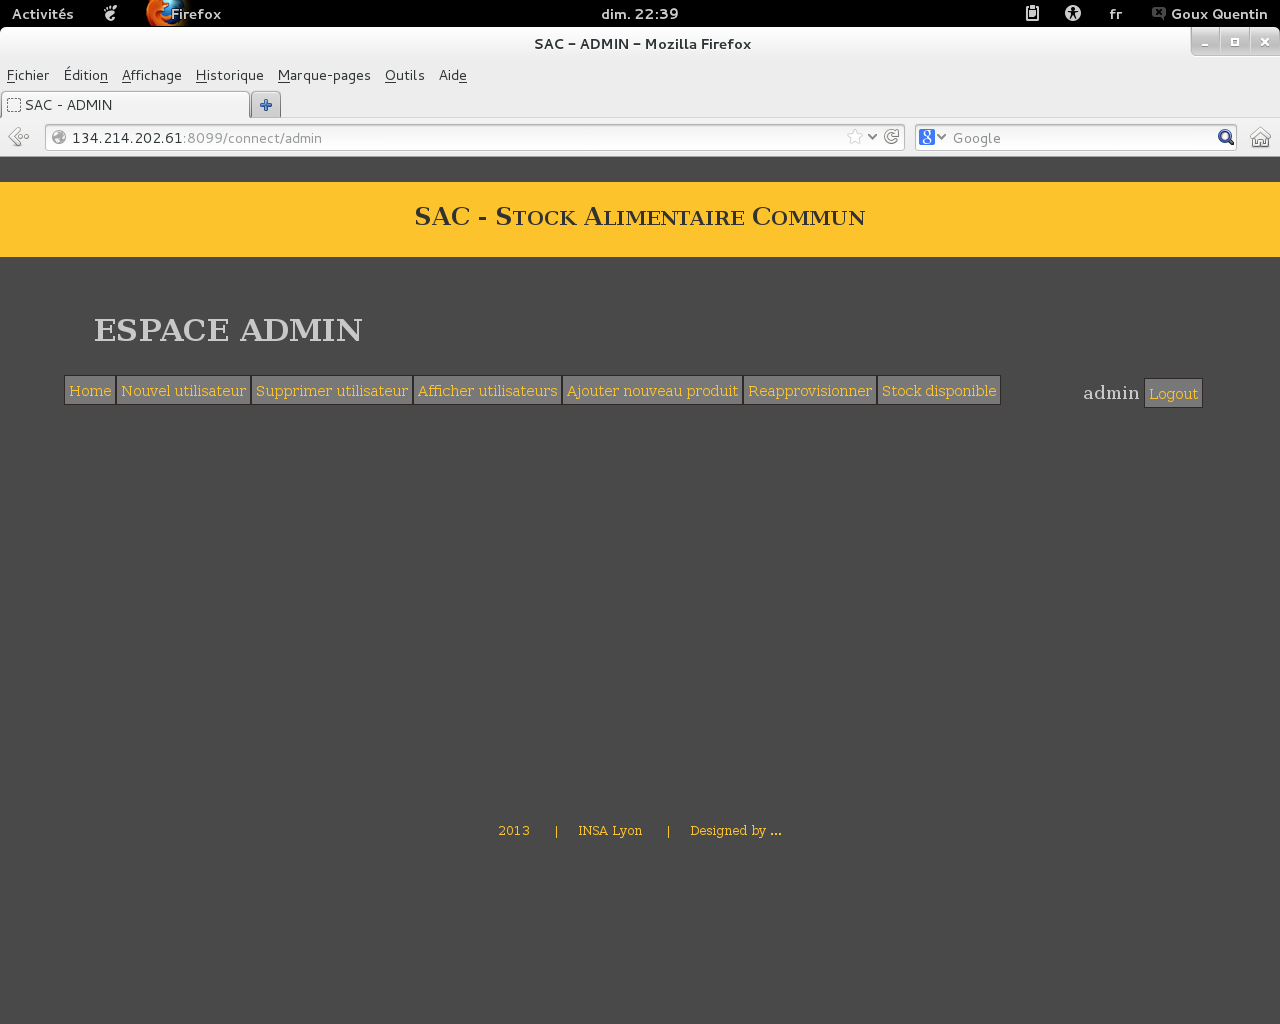 Activités Firefox dim. 22:39 fr Goux Quentin
SAC – ADMIN – Mozilla Firefox
Fichier Édition Affichage Historique Marque-pages Outils Aide
SAC - ADMIN
134.214.202.61:8099/connect/admin Google
SAC - Stock Alimentaire Commun
ESPACE ADMIN
Home Nouvel utilisateur Supprimer utilisateur Afficher utilisateurs Ajouter nouveau produit Reapprovisionner Stock disponible admin Logout
2013 | INSA Lyon | Designed by ...